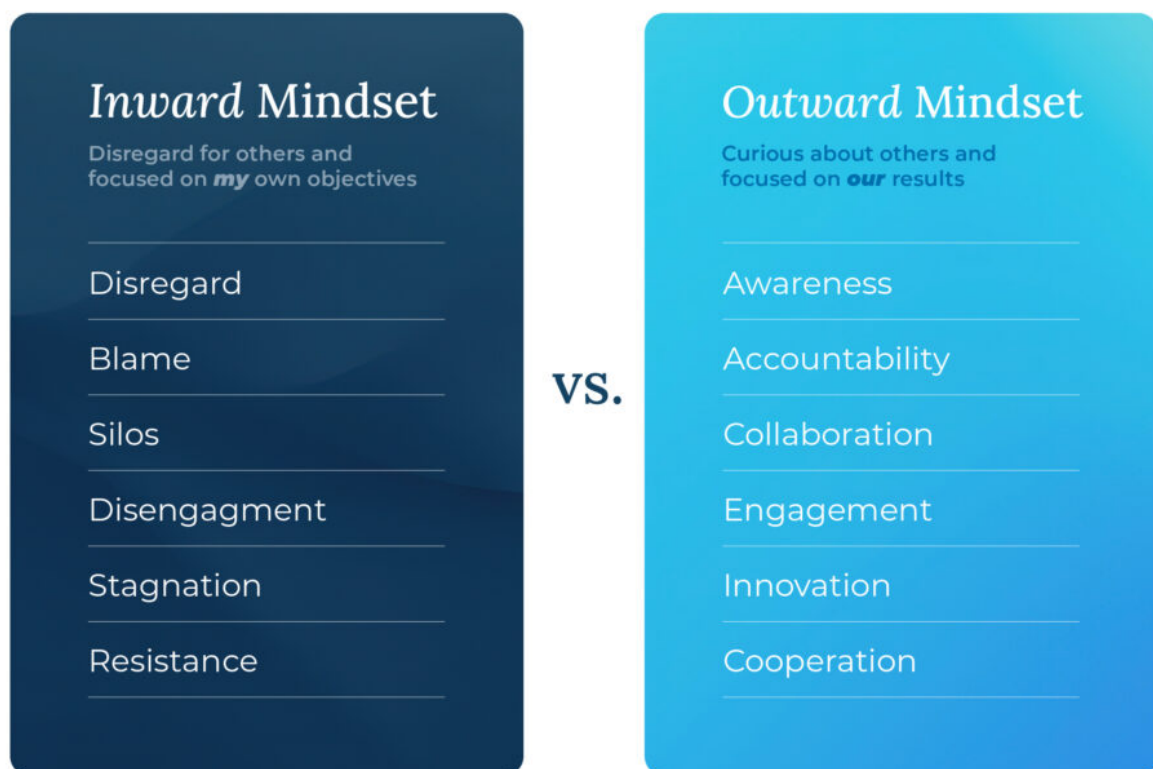 Inward Mindset
Disregard for others and
focused on my own objectives
Disregard
Blame
Silos
Disengagment
Stagnation
Resistance
vs.
Outward Mindset
Curious about others and
focused on our results
Awareness
Accountability
Collaboration
Engagement
Innovation
Cooperation